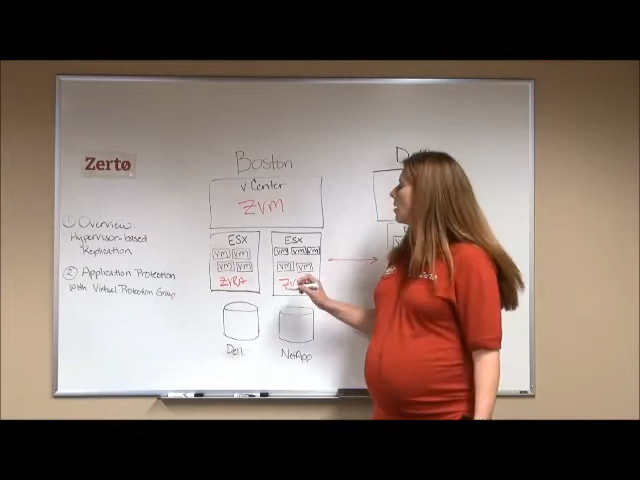 Zerto
Boston
vCenter
ZVM
① Overview:
Hypervisor-based
Replication
② Application Protection
with Virtual Protection Group
ESX
VM VM
VM VM
ZVRA
ESX
VM VM VM
VM VM
Dell
NetApp